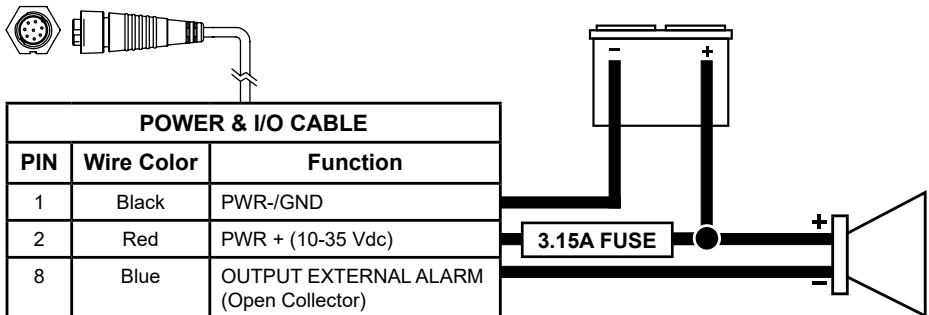 - +
POWER & I/O CABLE
PIN Wire Color Function
1 Black PWR-/GND
2 Red PWR + (10-35 Vdc)
3.15A FUSE
+
8 Blue OUTPUT EXTERNAL ALARM
(Open Collector)
-